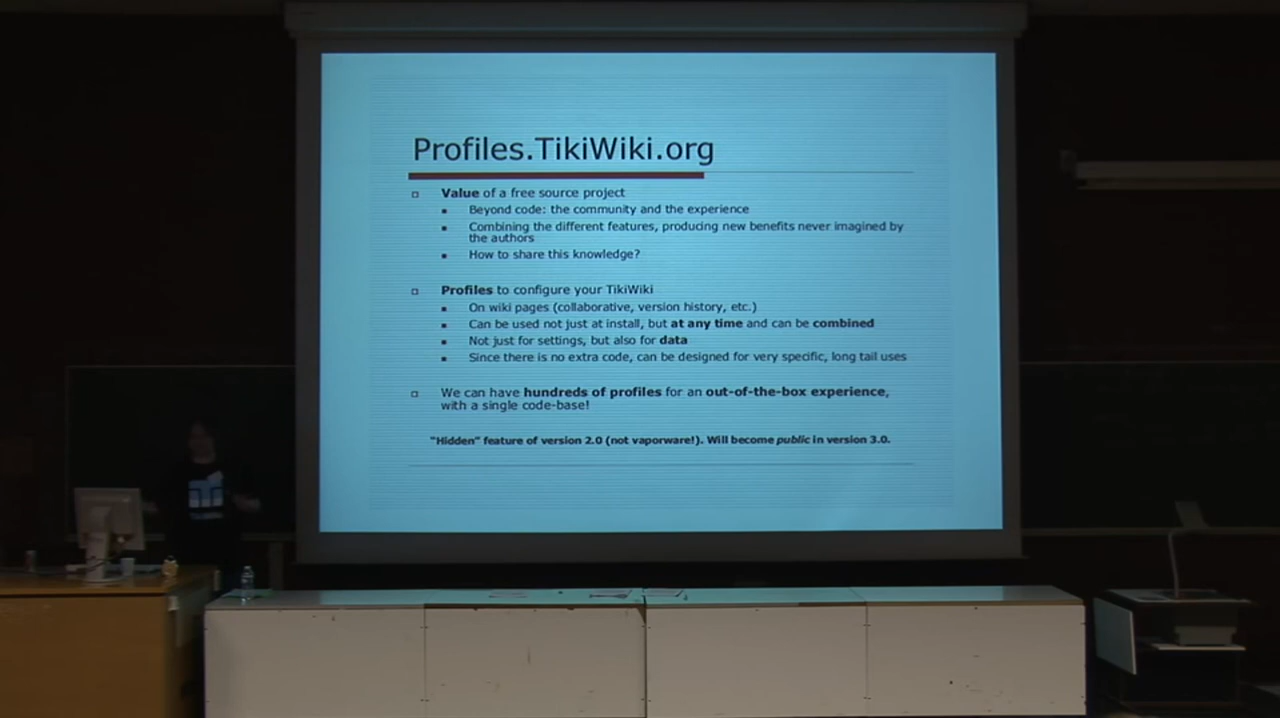 Profiles.TikiWiki.org
Value of a free source project
Beyond code: the community and the experience
Combining the different features, producing new benefits never imagined by
the authors
How to share this knowledge?
Profiles to configure your TikiWiki
On wiki pages (collaborative, version history, etc.)
Can be used not just at install, but at any time and can be combined
Not just for settings, but also for data
Since there is no extra code, can be designed for very specific, long tail uses
We can have hundreds of profiles for an out-of-the-box experience,
with a single code-base!
"Hidden" feature of version 2.0 (not vaporware!). Will become public in version 3.0.